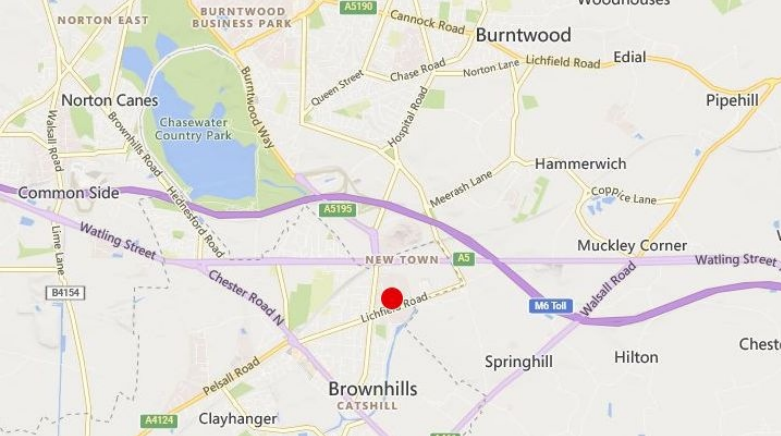 Woodhouses
A5190
BURNTWOOD
BUSINESS PARK
NORTON EAST
Cannock Road
Burntwood
Lichfield Road
Edial
Chase Road
Norton Lane
Queen Street
Burntwood Way
Norton Canes
Pipehill
Chasewater
Country Park
Hospital Road
Walsall Road
Brownhills Road
Hammerwich
Meerash Lane
Common Side
Hednesford Road
Coppice Lane
A5195
Watling Street
Lime Lane
Muckley Corner
NEW TOWN
A5
Watling Street
B4154
Chester Road N
Walsall Road
M6 Toll
Lichfield Road
Pelsall Road
Springhill
Hilton
Chest
Brownhills
CATSHILL
A4124
Clayhanger